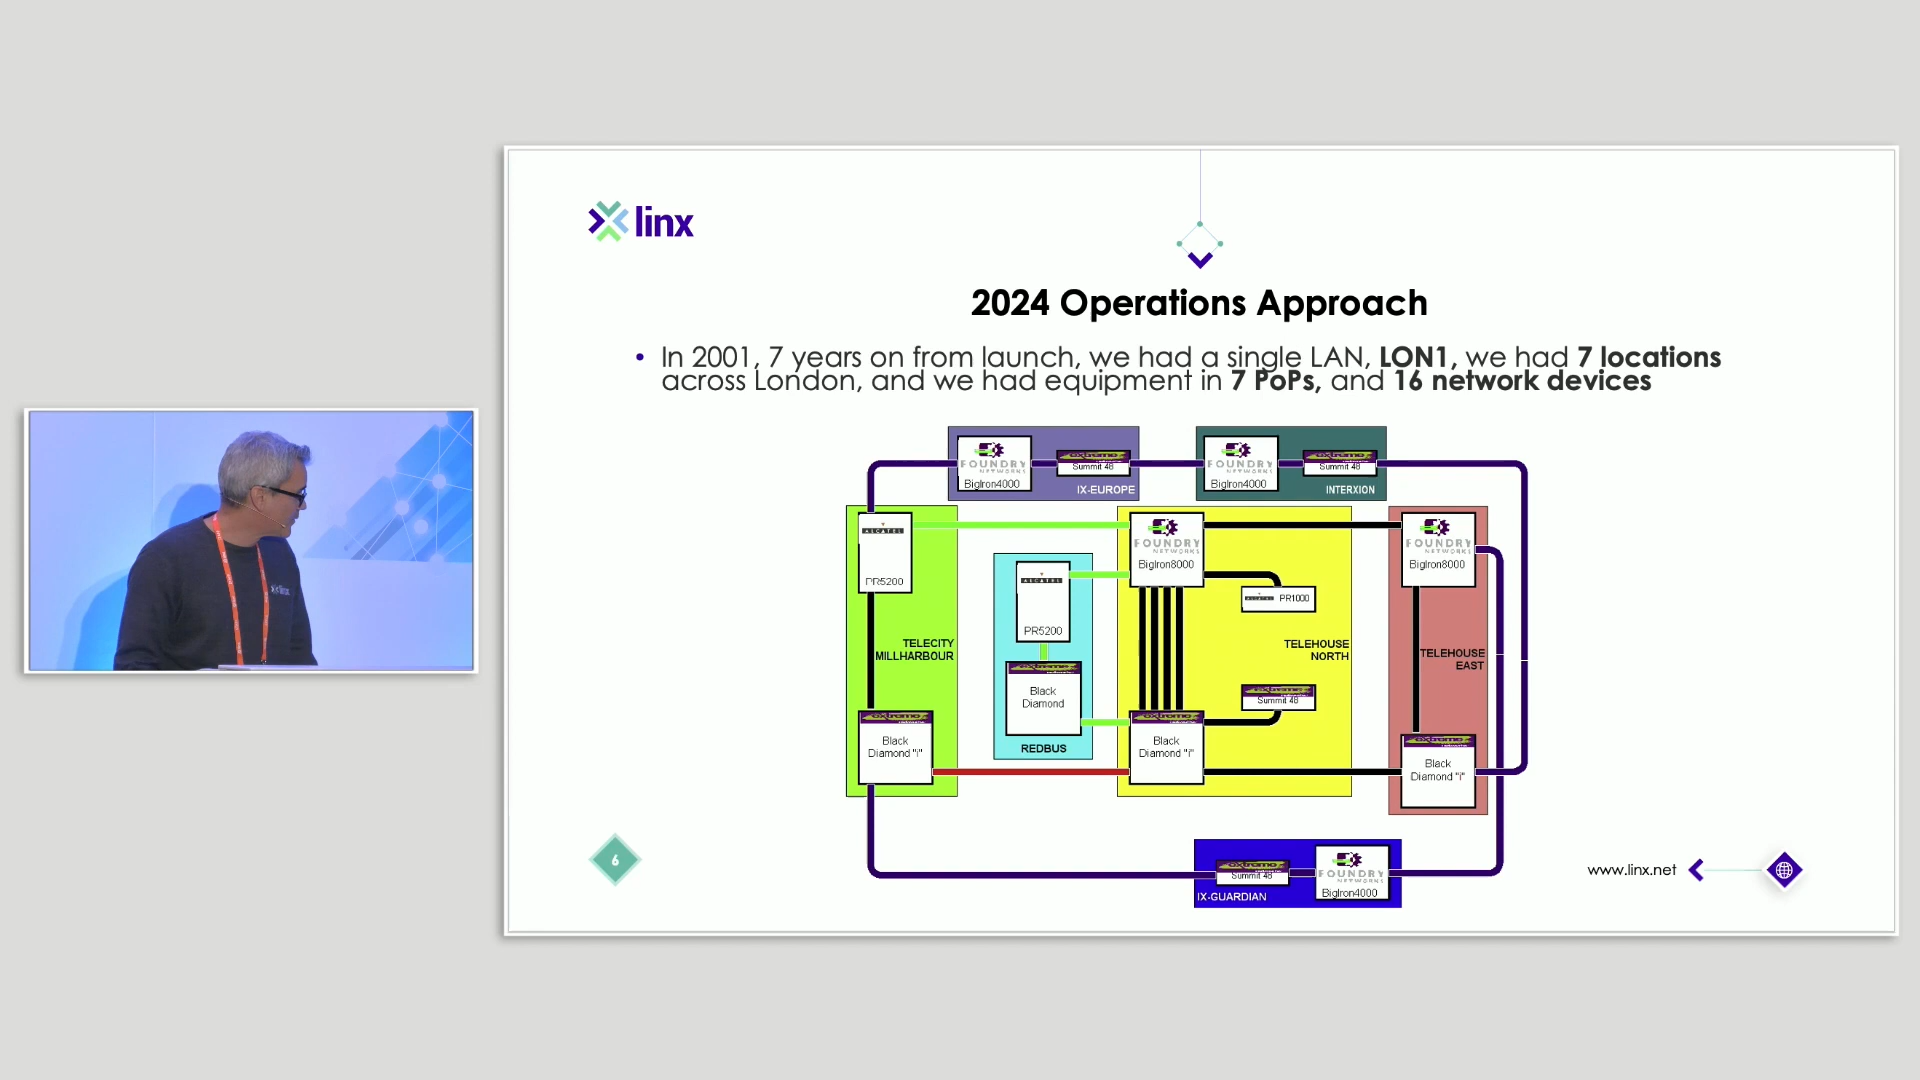 linx
2024 Operations Approach
• In 2001, 7 years on from launch, we had a single LAN, LON1, we had 7 locations
across London, and we had equipment in 7 PoPs, and 16 network devices
FOUNDRY
NETWORKS
BigIron4000
extreme
Summit 48
IX-EUROPE
FOUNDRY
NETWORKS
BigIron4000
extreme
Summit 48
INTERXION
ALCATEL
PR5200
TELECITY
MILLHARBOUR
extreme
Black
Diamond "i"
ALCATEL
PR5200
extreme
Black
Diamond
REDBUS
FOUNDRY
NETWORKS
BigIron8000
ALCATEL
PR1000
TELEHOUSE
NORTH
extreme
Summit 48
extreme
Black
Diamond "i"
FOUNDRY
NETWORKS
BigIron8000
TELEHOUSE
EAST
extreme
Black
Diamond "i"
extreme
Summit 48
FOUNDRY
NETWORKS
BigIron4000
IX-GUARDIAN
6
www.linx.net
linx